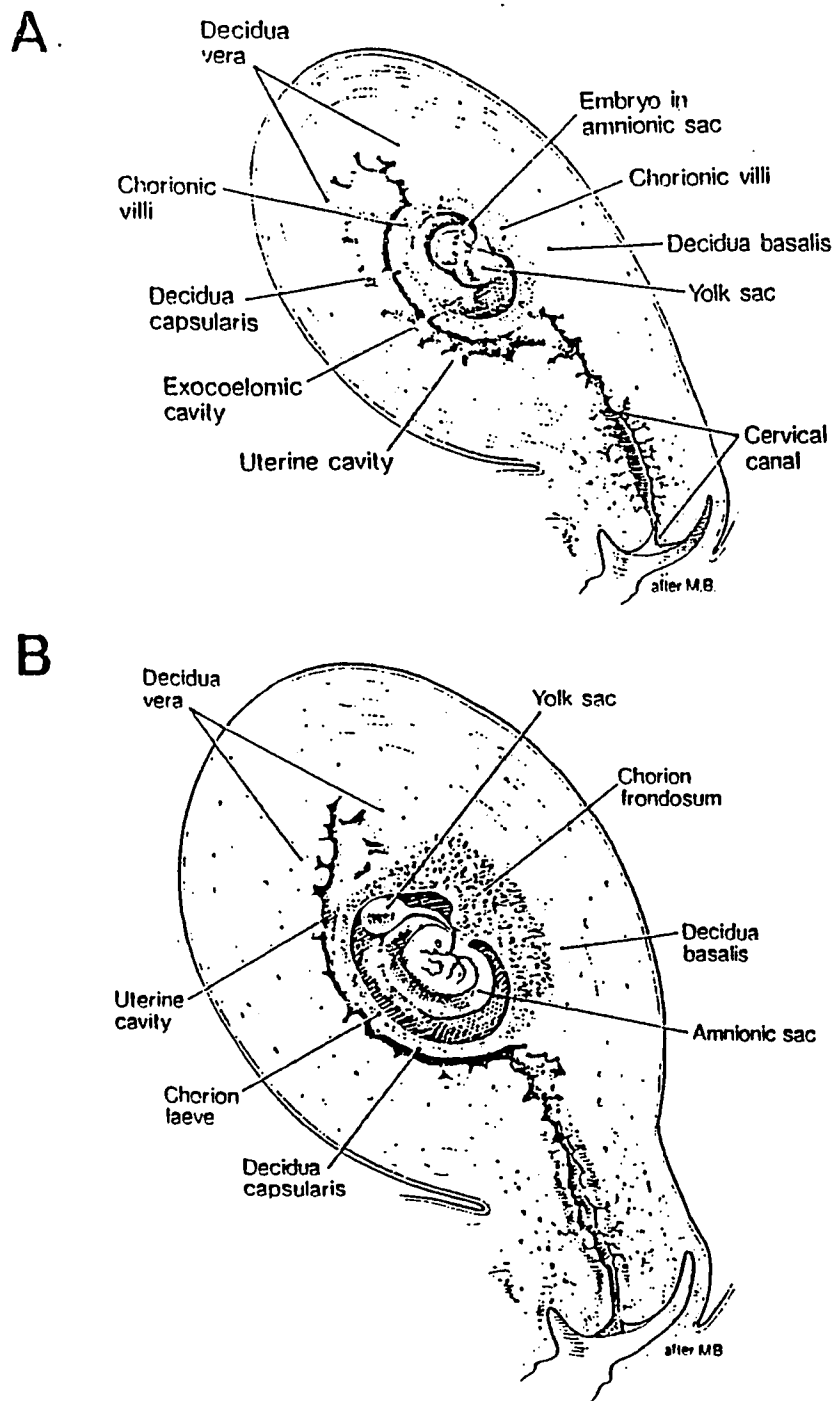 A
Decidua
vera
Embryo in
amnionic sac
Chorionic
villi
Chorionic villi
Decidua basalis
Yolk sac
Decidua
capsularis
Exocoelomic
cavity
Uterine cavity
Cervical
canal
after M.B.
B
Decidua
vera
Yolk sac
Chorion
frondosum
Decidua
basalis
Uterine
cavity
Amnionic sac
Chorion
laeve
Decidua
capsularis
after MB